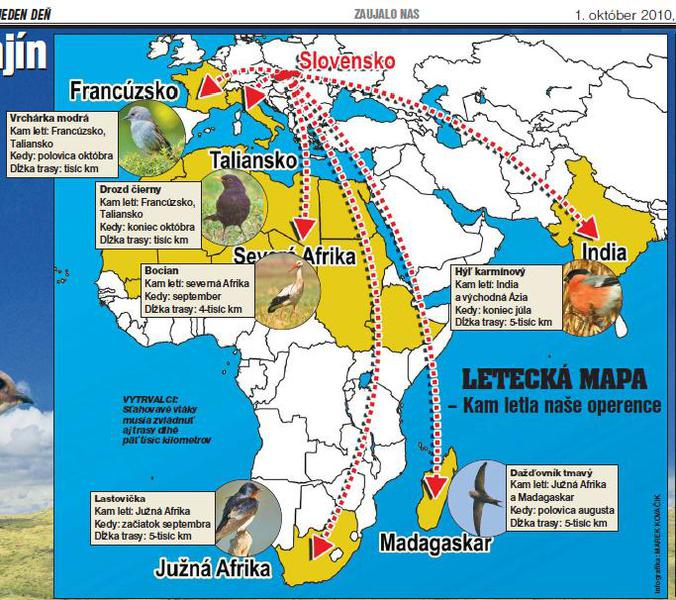 JEDEN DEŇ
ZAUJALO NÁS
1. október 2010,
ajín
Slovensko
Francúzsko
Vrchárka modrá
Kam letí: Francúzsko,
Taliansko
Kedy: polovica októbra
Dĺžka trasy: tisíc km
Taliansko
Drozd čierny
Kam letí: Francúzsko,
Taliansko
Kedy: koniec októbra
Dĺžka trasy: tisíc km
Severná Afrika
Bocian
Kam letí: severná Afrika
Kedy: september
Dĺžka trasy: 4-tisíc km
India
Hýľ karmínový
Kam letí: India
a východná Ázia
Kedy: koniec júla
Dĺžka trasy: 5-tisíc km
LETECKÁ MAPA
– Kam letia naše operence
VYTRVALCI:
Sťahovavé vtáky
musia zvládnuť
aj trasy dlhé
päťtisíc kilometrov
Lastovička
Kam letí: Južná Afrika
Kedy: začiatok septembra
Dĺžka trasy: 5-tisíc km
Južná Afrika
Dažďovník tmavý
Kam letí: Južná Afrika
a Madagaskar
Kedy: polovica augusta
Dĺžka trasy: 5-tisíc km
Madagaskar
Infografika: MAREK KOVÁČIK